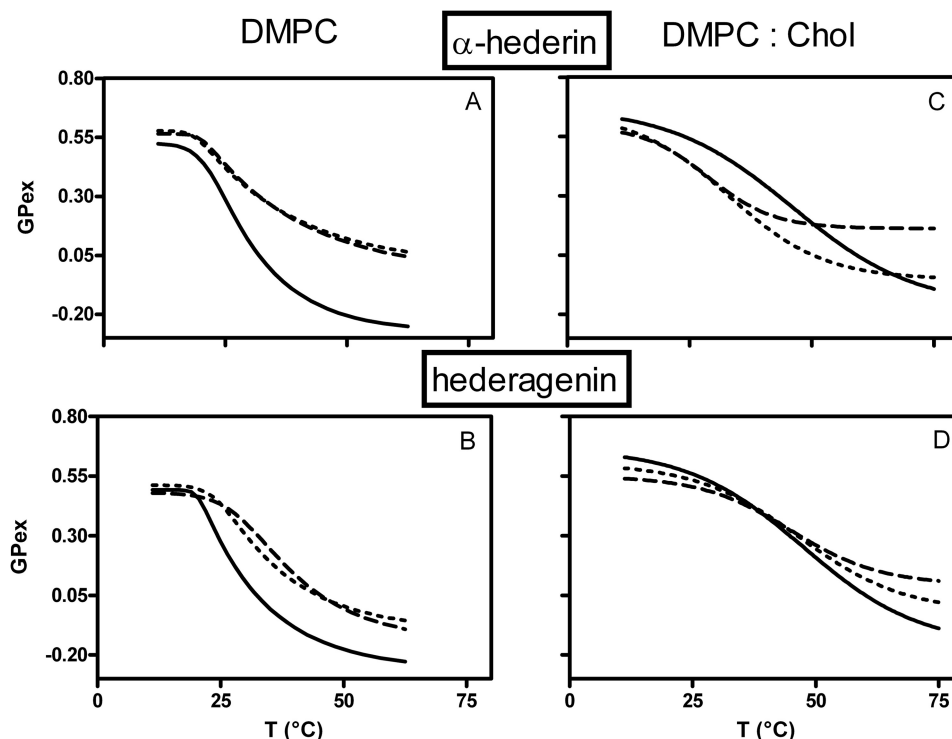 DMPC
α-hederin
DMPC : Chol
A
C
0.80
0.55
0.30
0.05
-0.20
GPex
hederagenin
B
D
0.80
0.55
0.30
0.05
-0.20
GPex
0
25
50
75
0
25
50
75
T (°C)
T (°C)